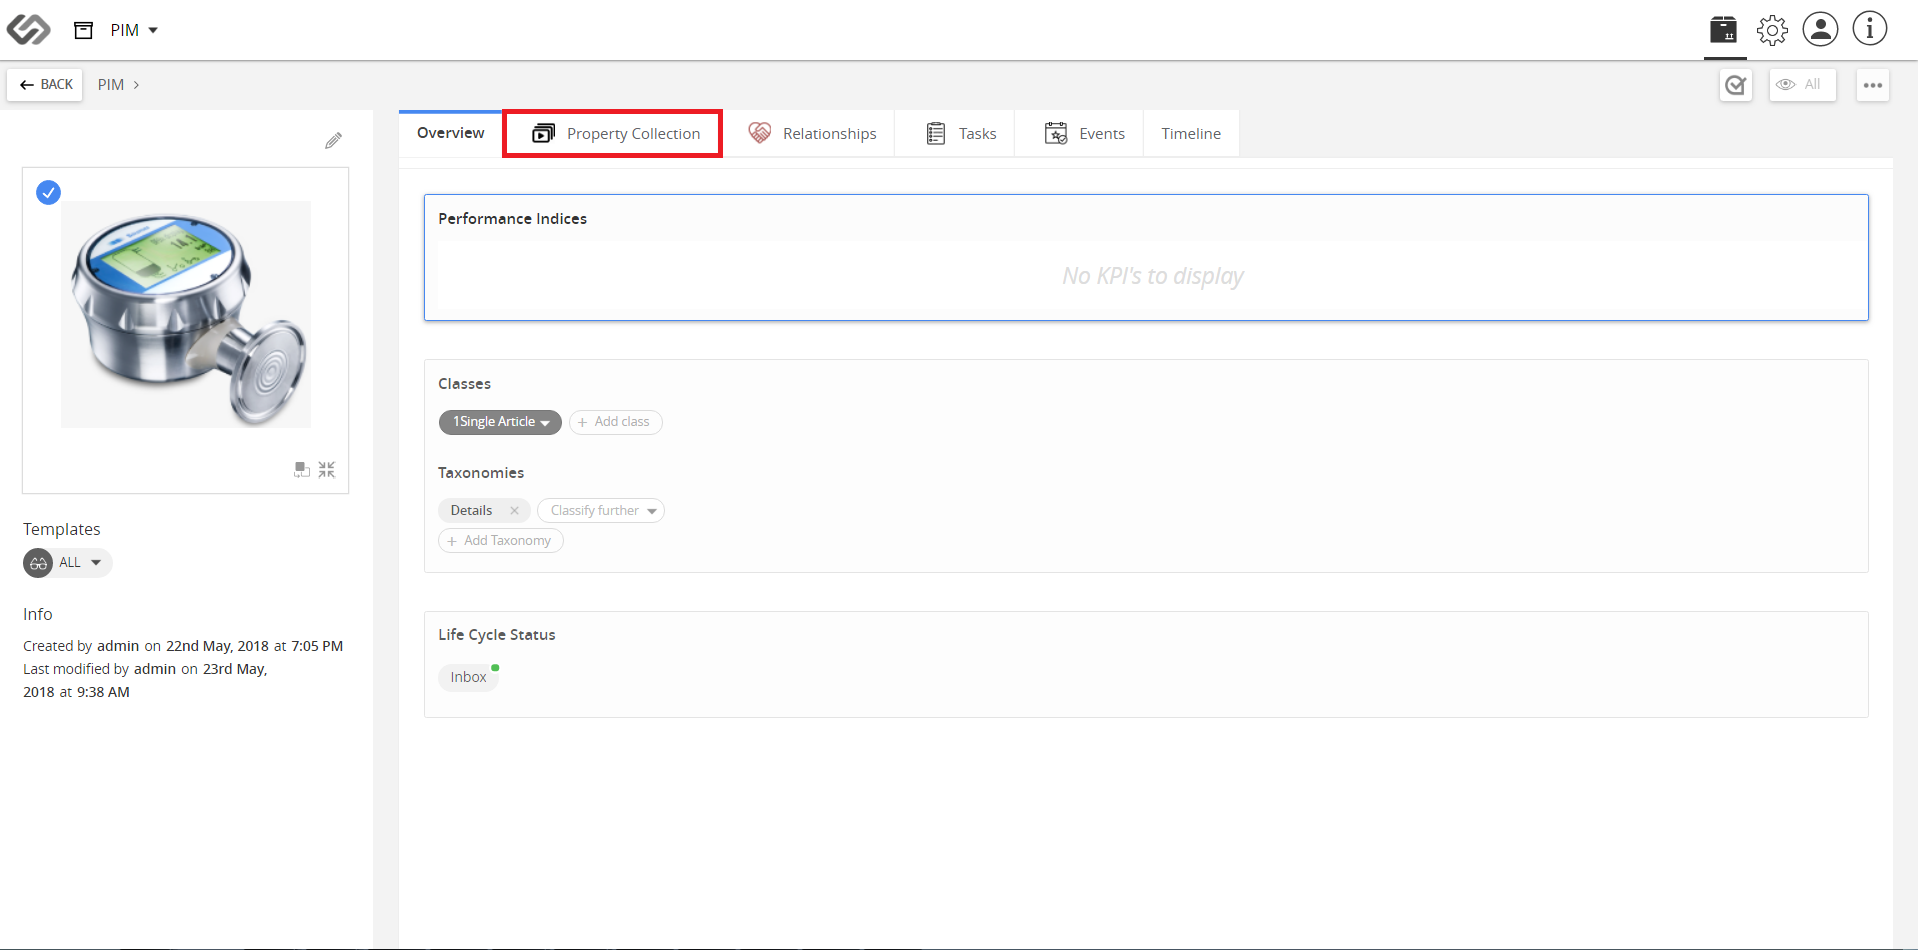 PIM
BACK
PIM
All
Overview
Property Collection
Relationships
Tasks
Events
Timeline
Performance Indices
No KPI's to display
Classes
1Single Article
+ Add class
Taxonomies
Details ×
Classify further
+ Add Taxonomy
Life Cycle Status
Inbox
Templates
ALL
Info
Created by admin on 22nd May, 2018 at 7:05 PM
Last modified by admin on 23rd May,
2018 at 9:38 AM